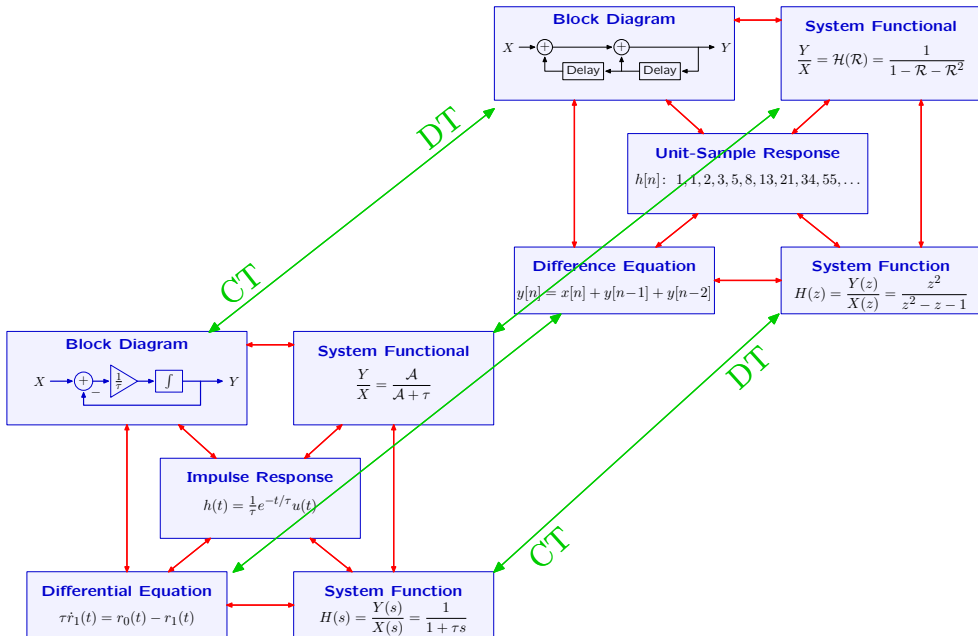 Block Diagram
X + + Y
Delay Delay
System Functional
Y/X = H(R) = 1/(1 − R − R²)
DT
Unit-Sample Response
h[n]: 1, 1, 2, 3, 5, 8, 13, 21, 34, 55, ...
CT
Difference Equation
y[n] = x[n] + y[n−1] + y[n−2]
System Function
H(z) = Y(z)/X(z) = z²/(z² − z − 1)
DT
Block Diagram
X + − 1/τ ∫ Y
System Functional
Y/X = A/(A + τ)
Impulse Response
h(t) = 1/τ e^{−t/τ} u(t)
CT
Differential Equation
τṙ₁(t) = r₀(t) − r₁(t)
System Function
H(s) = Y(s)/X(s) = 1/(1 + τs)